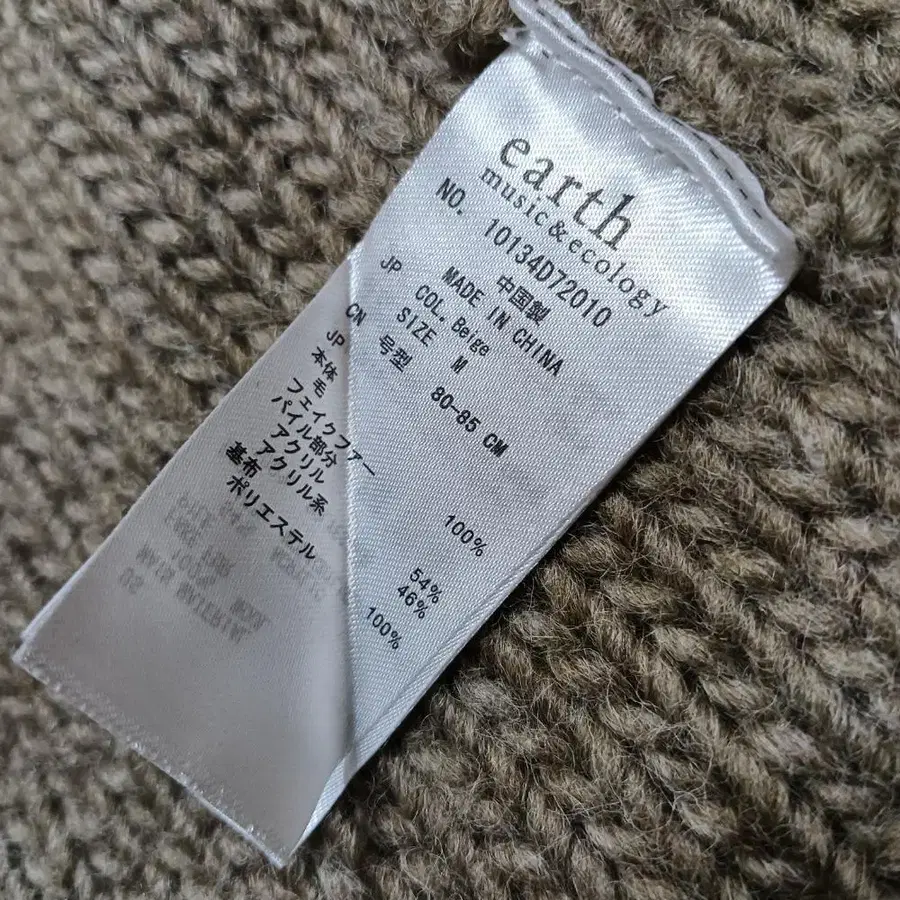 earth
music&ecology
NO. 10134D72010
JP 中国製
MADE IN CHINA
COL. Beige
SIZE M
CN 号型 80-85 CM
JP
本体
毛 100%
フェイクファー
パイル部分
アクリル 54%
アクリル系 46%
基布
ポリエステル 100%